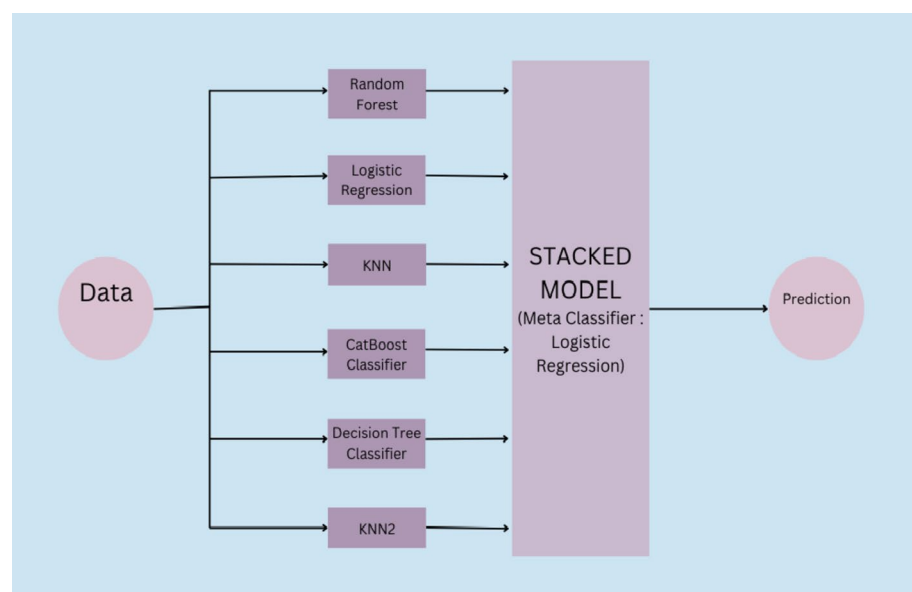 Data
Random
Forest
Logistic
Regression
KNN
CatBoost
Classifier
Decision Tree
Classifier
KNN2
STACKED
MODEL
(Meta Classifier :
Logistic
Regression)
Prediction